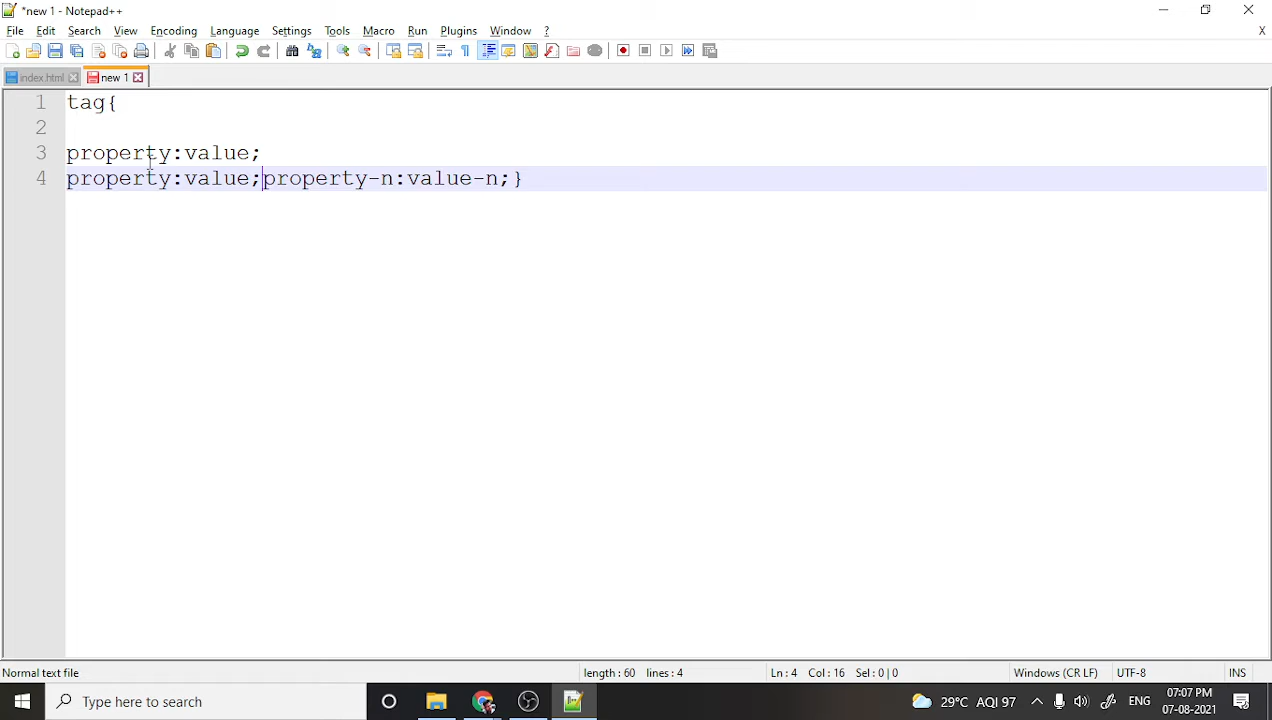 *new 1 - Notepad++
File Edit Search View Encoding Language Settings Tools Macro Run Plugins Window ? X
index.html new 1
1 tag{
2
3 property:value;
4 property:value;property-n:value-n;}
Normal text file length : 60 lines : 4 Ln : 4 Col : 16 Sel : 0 | 0 Windows (CR LF) UTF-8 INS
Type here to search 29°C AQI 97 ENG 07:07 PM
07-08-2021